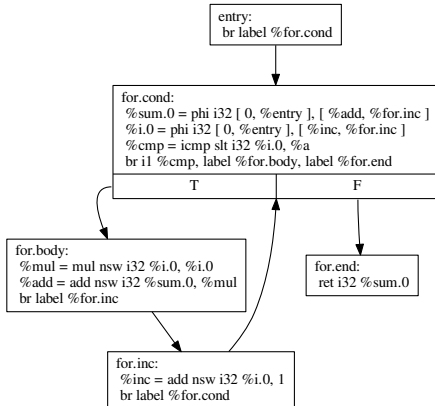 entry:
br label %for.cond
for.cond:
%sum.0 = phi i32 [ 0, %entry ], [ %add, %for.inc ]
%i.0 = phi i32 [ 0, %entry ], [ %inc, %for.inc ]
%cmp = icmp slt i32 %i.0, %a
br i1 %cmp, label %for.body, label %for.end
T
F
for.body:
%mul = mul nsw i32 %i.0, %i.0
%add = add nsw i32 %sum.0, %mul
br label %for.inc
for.end:
ret i32 %sum.0
for.inc:
%inc = add nsw i32 %i.0, 1
br label %for.cond